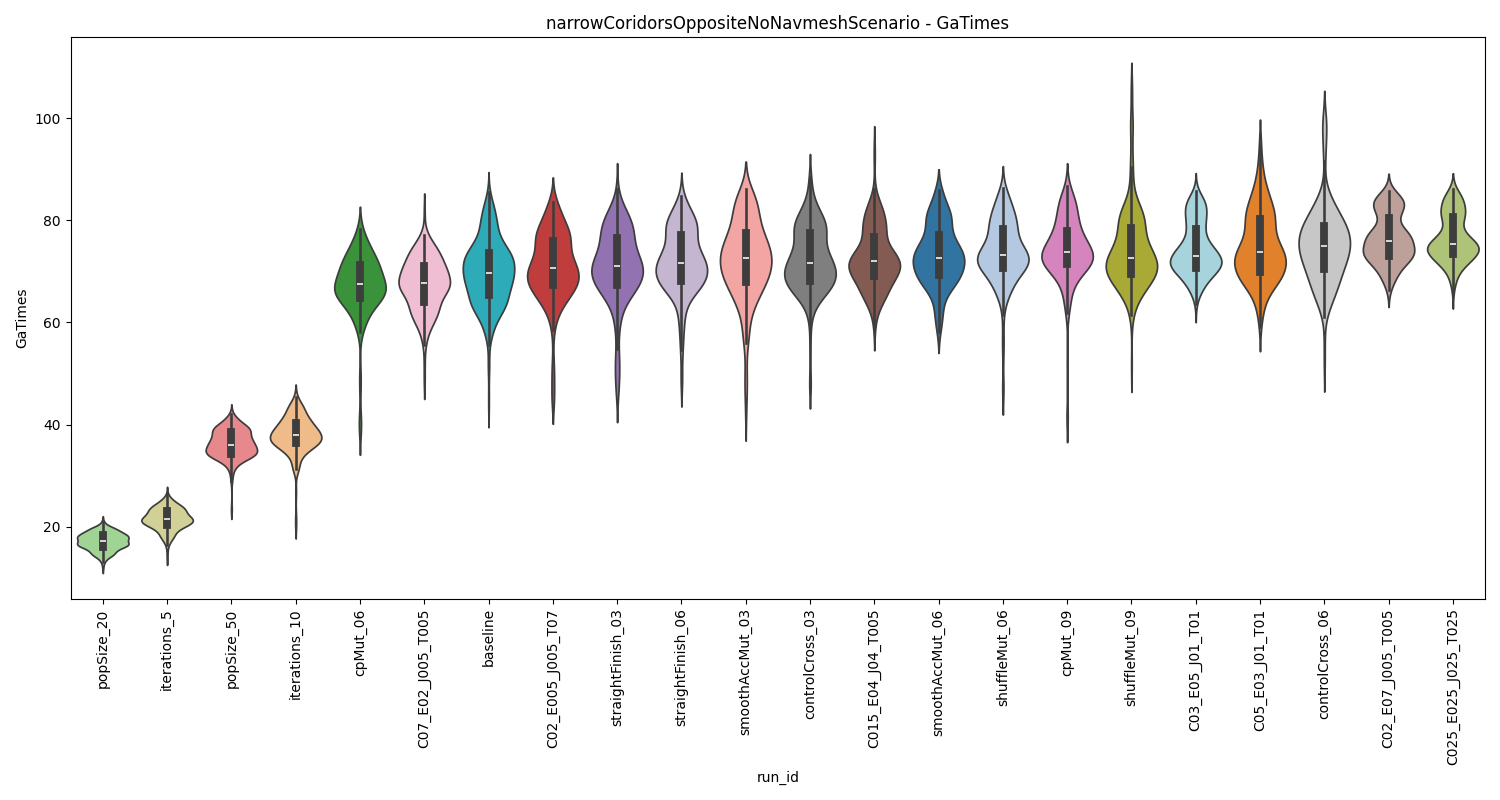 narrowCoridorsOppositeNoNavmeshScenario - GaTimes
GaTimes
100
80
60
40
20
popSize_20
iterations_5
popSize_50
iterations_10
cpMut_06
C07_E02_J005_T005
baseline
C02_E005_J005_T07
straightFinish_03
straightFinish_06
smoothAccMut_03
controlCross_03
C015_E04_J04_T005
smoothAccMut_06
shuffleMut_06
cpMut_09
shuffleMut_09
C03_E05_J01_T01
C05_E03_J01_T01
controlCross_06
C02_E07_J005_T005
C025_E025_J025_T025
run_id